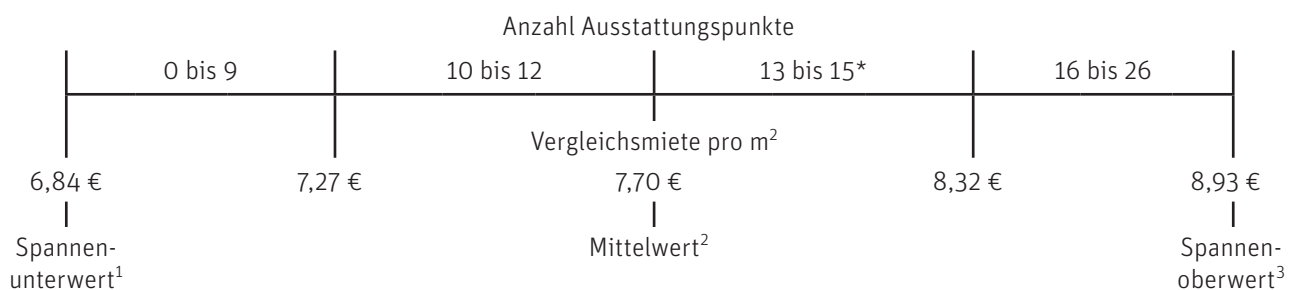 Anzahl Ausstattungspunkte
0 bis 9 10 bis 12 13 bis 15* 16 bis 26
Vergleichsmiete pro m²
6,84 € 7,27 € 7,70 € 8,32 € 8,93 €
Spannen- Mittelwert² Spannen-
unterwert¹ oberwert³